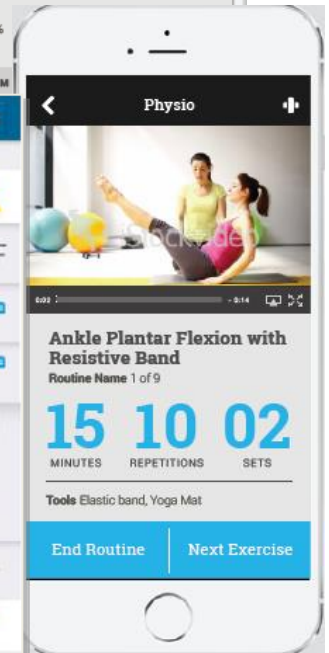 %
M
Physio
0:02
- 0:14
Ankle Plantar Flexion with
Resistive Band
Routine Name 1 of 9
15 10 02
MINUTES REPETITIONS SETS
Tools Elastic band, Yoga Mat
End Routine Next Exercise